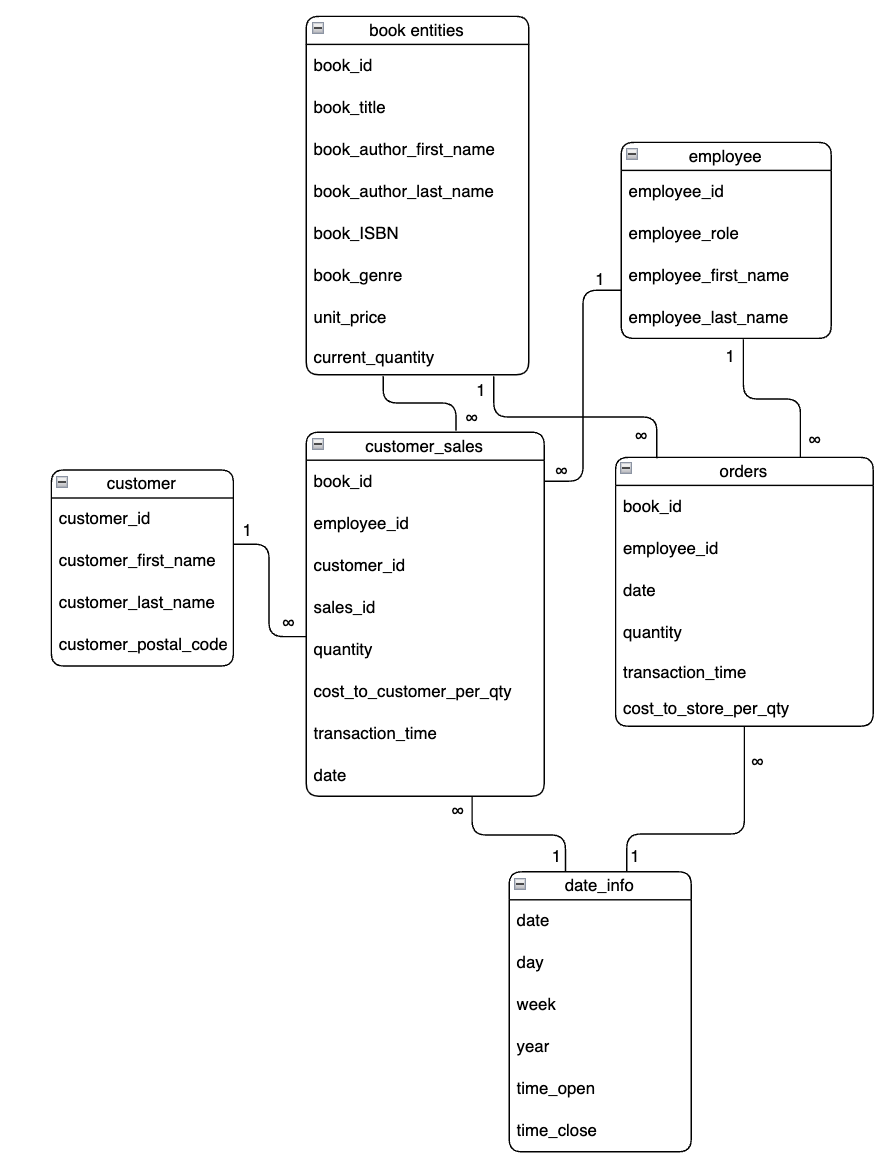 book entities
book_id
book_title
book_author_first_name
book_author_last_name
book_ISBN
book_genre
unit_price
current_quantity
employee
employee_id
employee_role
employee_first_name
employee_last_name
1
1
1
∞
∞
∞
∞
customer_sales
book_id
employee_id
customer_id
sales_id
quantity
cost_to_customer_per_qty
transaction_time
date
customer
customer_id
customer_first_name
customer_last_name
customer_postal_code
1
∞
orders
book_id
employee_id
date
quantity
transaction_time
cost_to_store_per_qty
∞
∞
1
1
date_info
date
day
week
year
time_open
time_close